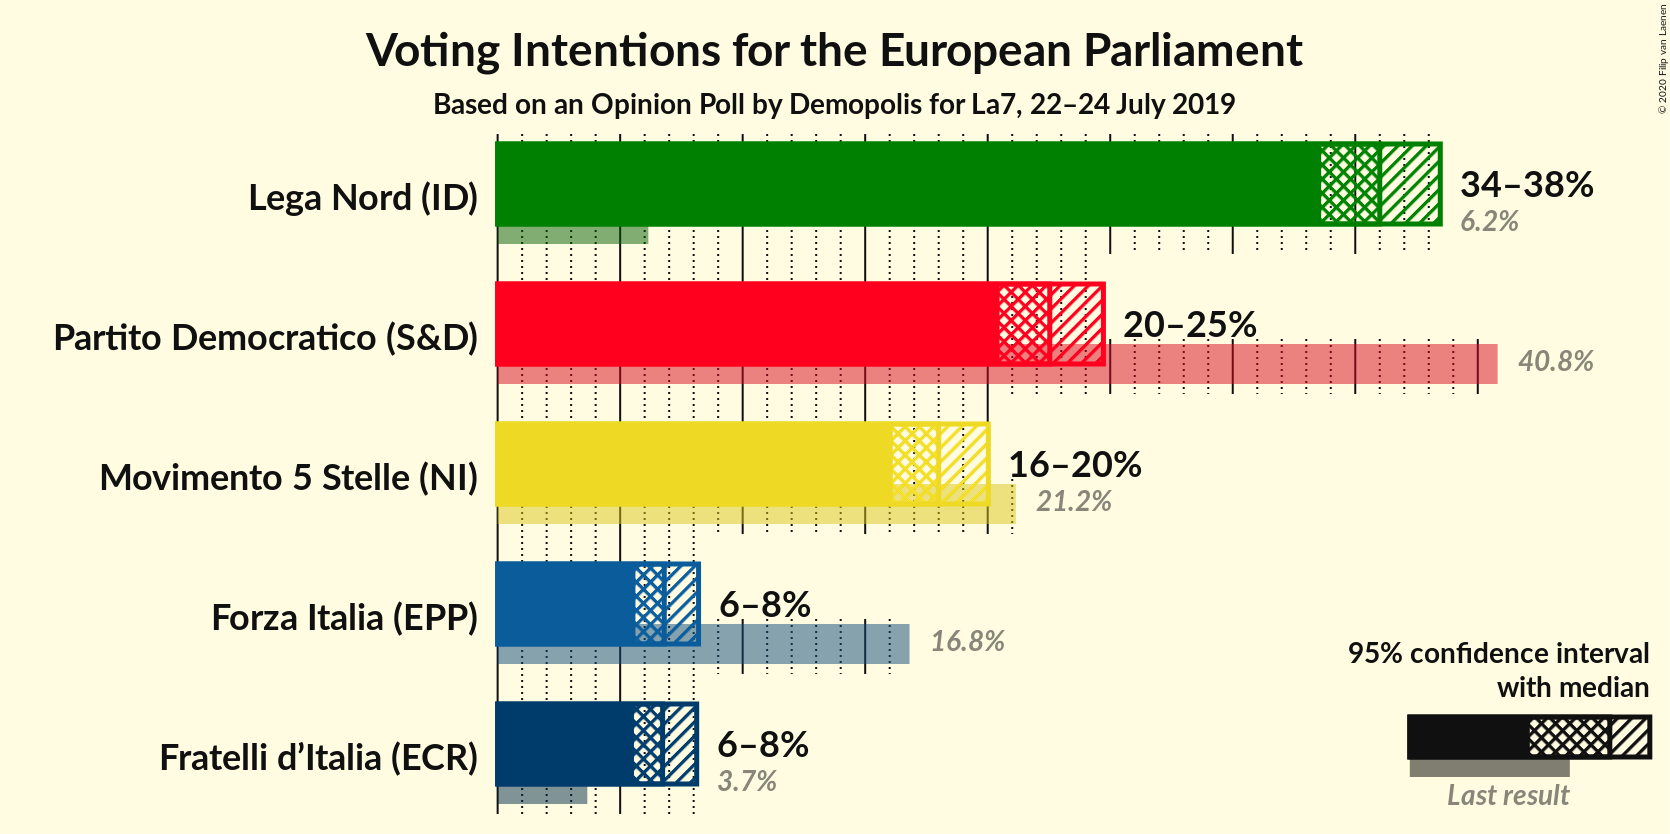 Voting Intentions for the European Parliament
Based on an Opinion Poll by Demopolis for La7, 22–24 July 2019
© 2020 Filip van Laenen
Lega Nord (ID)
34–38%
6.2%
Partito Democratico (S&D)
20–25%
40.8%
Movimento 5 Stelle (NI)
16–20%
21.2%
Forza Italia (EPP)
6–8%
16.8%
Fratelli d’Italia (ECR)
6–8%
3.7%
95% confidence interval
with median
Last result